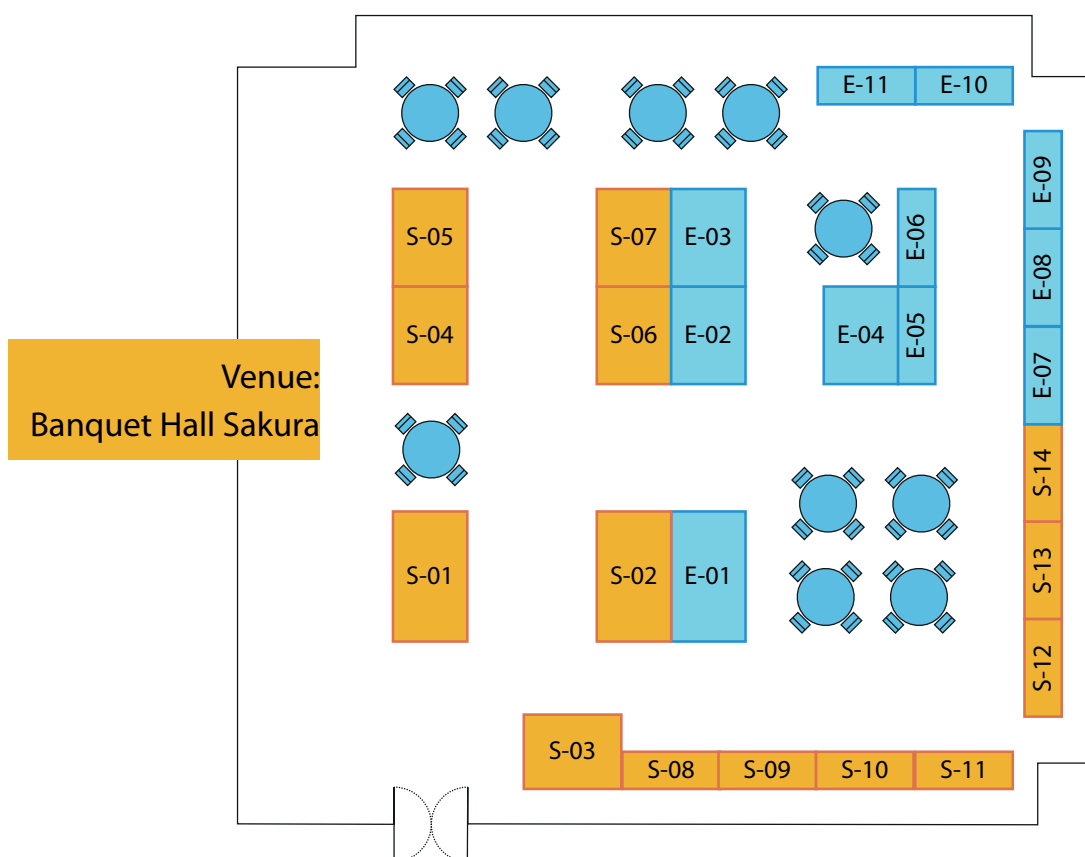 E-11 E-10
E-09
S-05 S-07 E-03 E-06
E-08
S-04 S-06 E-02 E-04 E-05
E-07
Venue:
Banquet Hall Sakura
S-14
S-01 S-02 E-01 S-13
S-12
S-03
S-08 S-09 S-10 S-11